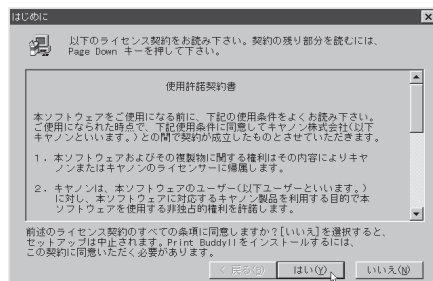 はじめに
以下のライセンス契約をお読み下さい。契約の残り部分を読むには、
Page Down キーを押して下さい。
使用許諾契約書
本ソフトウェアをご使用になる前に、下記の使用条件をよくお読み下さい。
ご使用になられた時点で、下記使用条件に同意してキヤノン株式会社(以下
キヤノンといいます。)との間で契約が成立したものとさせていただきます。
1. 本ソフトウェアおよびその複製物に関する権利はその内容によりキヤ
ノンまたはキヤノンのライセンサーに帰属します。
2. キヤノンは、本ソフトウェアのユーザー(以下ユーザーといいます。)
に対し、本ソフトウェアに対応するキヤノン製品を利用する目的で本
ソフトウェアを使用する非独占的権利を許諾します。
前述のライセンス契約のすべての条項に同意しますか?[いいえ]を選択すると、
セットアップは中止されます。Print BuddyIIをインストールするには、
この契約に同意いただく必要があります。
< 戻る(B) はい(Y) いいえ(N)